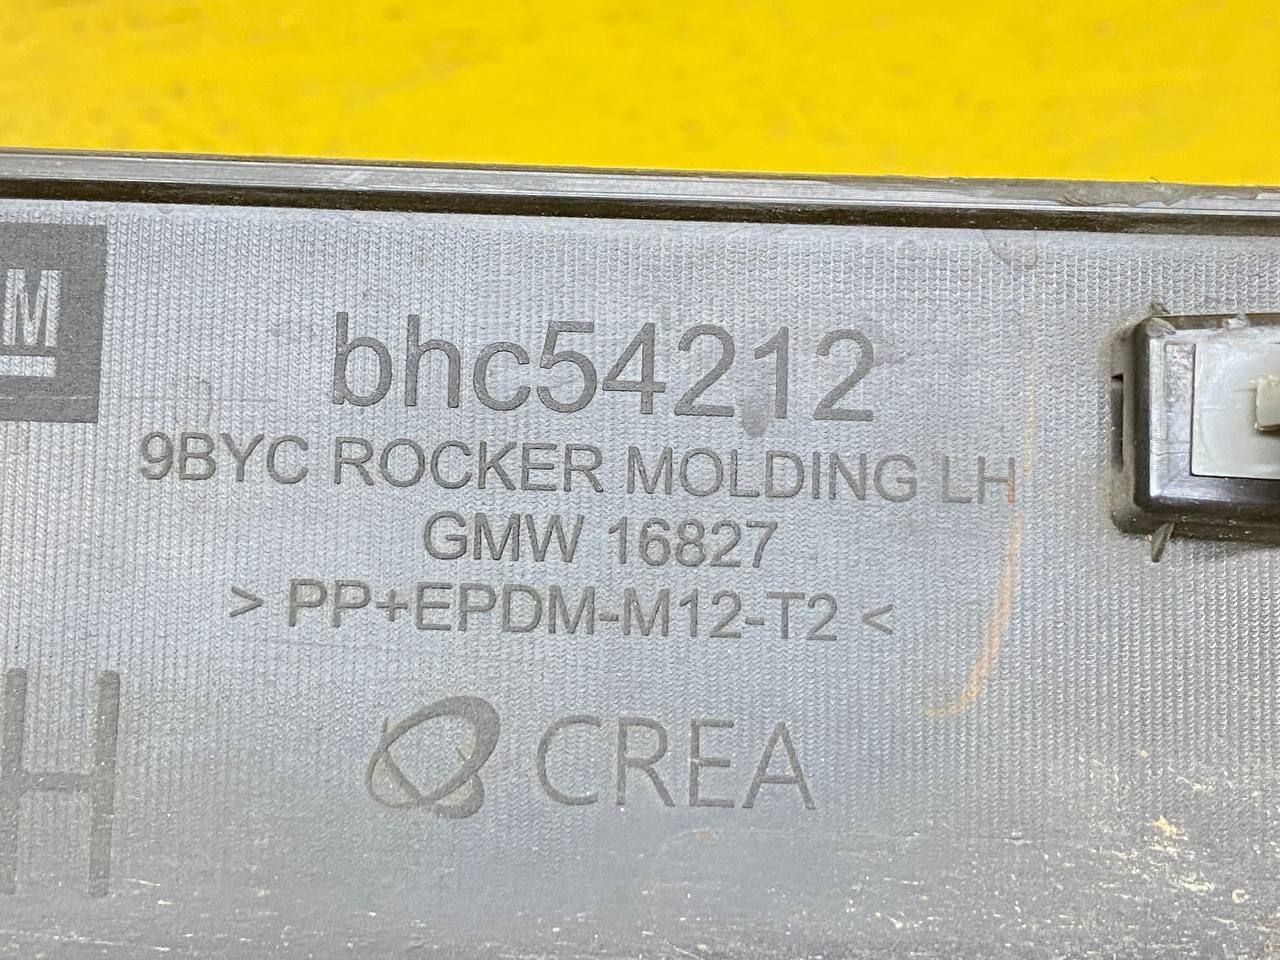 M
bhc54212
9BYC ROCKER MOLDING LH
GMW 16827
> PP+EPDM-M12-T2 <
H
CREA